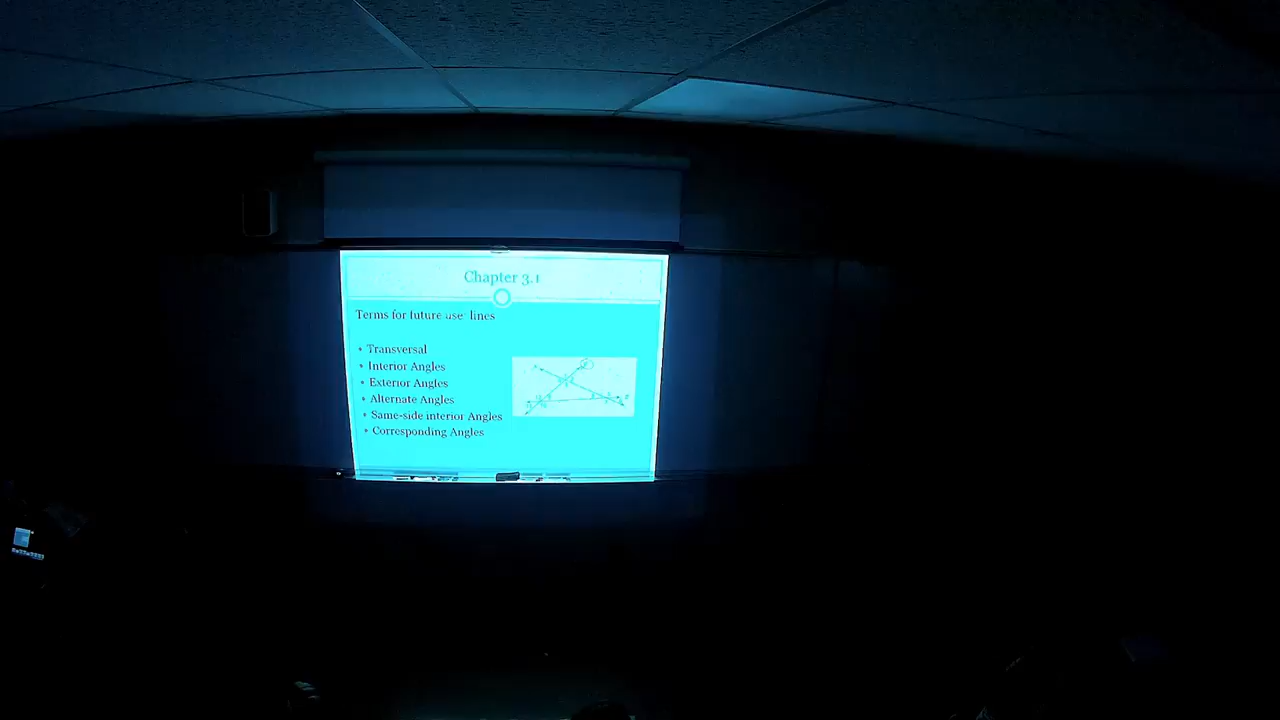 Chapter 3.1
Terms for future use: lines
• Transversal
• Interior Angles
• Exterior Angles
• Alternate Angles
• Same-side interior Angles
• Corresponding Angles